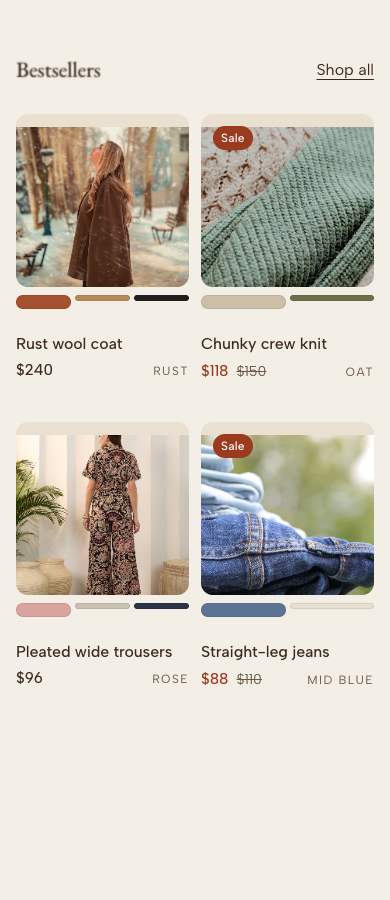 Bestsellers
Shop all
Sale
Rust wool coat
$240
RUST
Chunky crew knit
$118 $150
OAT
Sale
Pleated wide trousers
$96
ROSE
Straight-leg jeans
$88 $110
MID BLUE